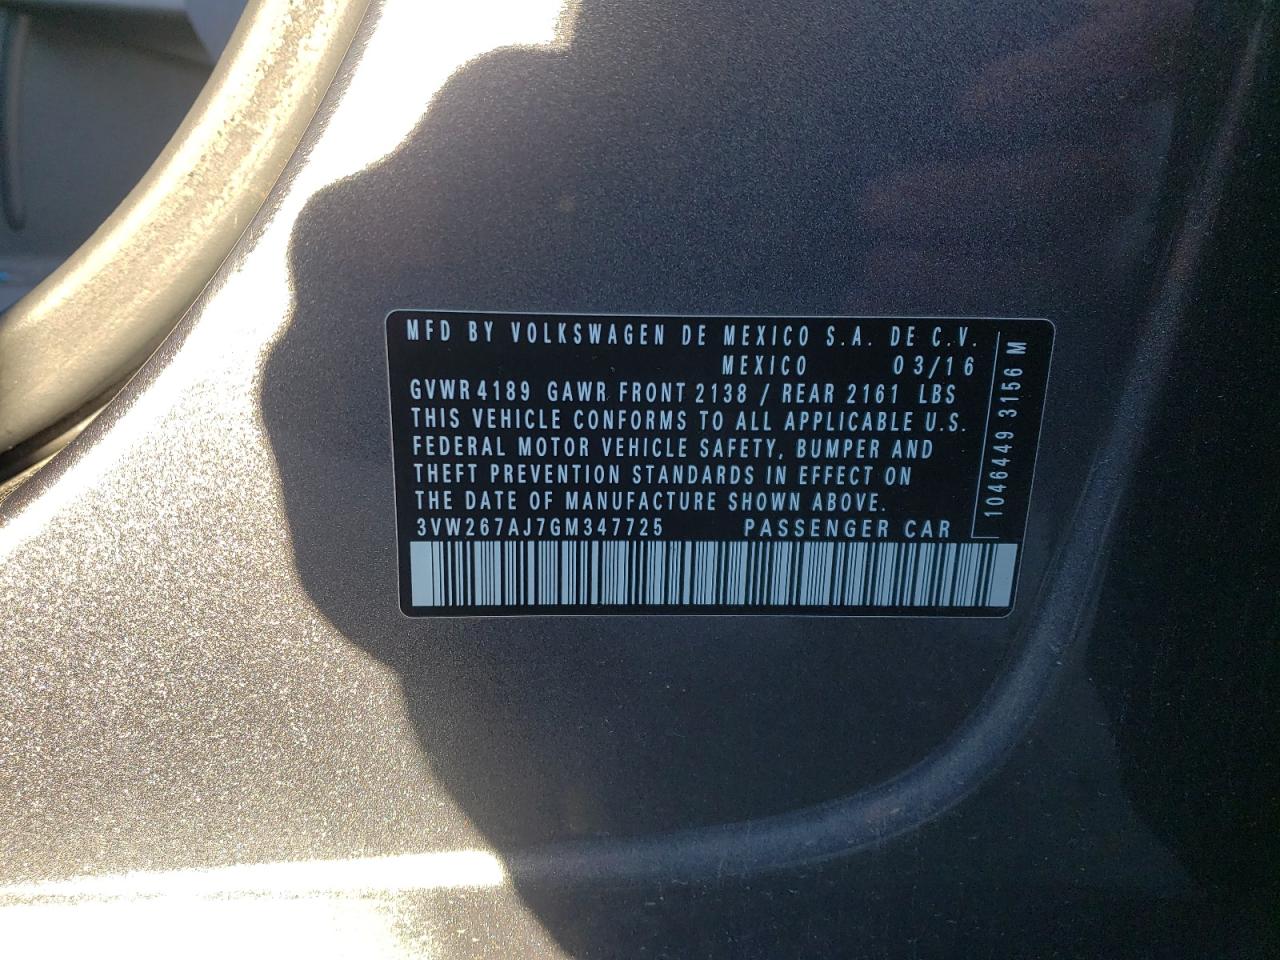 MFD BY VOLKSWAGEN DE MEXICO S.A. DE C.V.
MEXICO 03/16
GVWR 4189 GAWR FRONT 2138 / REAR 2161 LBS
THIS VEHICLE CONFORMS TO ALL APPLICABLE U.S.
FEDERAL MOTOR VEHICLE SAFETY, BUMPER AND
THEFT PREVENTION STANDARDS IN EFFECT ON
THE DATE OF MANUFACTURE SHOWN ABOVE.
3VW267AJ7GM347725 PASSENGER CAR
1046449 3156 M